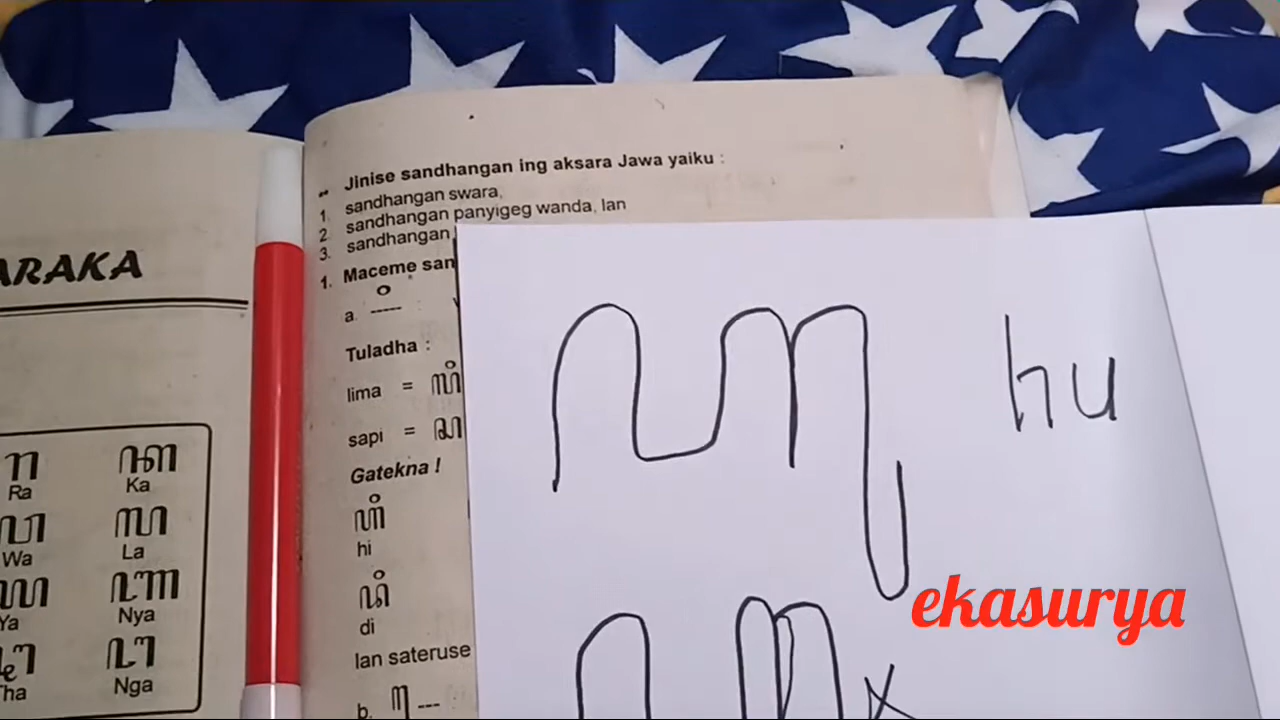 ARAKA
ꦫ ꦏ
Ra Ka
ꦮ ꦭ
Wa La
ꦪ ꦚ
Ya Nya
ꦛ ꦔ
Tha Nga
Jinise sandhangan ing aksara Jawa yaiku :
1. sandhangan swara,
2. sandhangan panyigeg wanda, lan
3. sandhangan
1. Maceme san
a. -----
Tuladha :
lima =
sapi =
Gatekna !
ꦲꦶ
hi
ꦢꦶ
di
lan sateruse
b. ---
ꦲꦸ hu
ekasurya